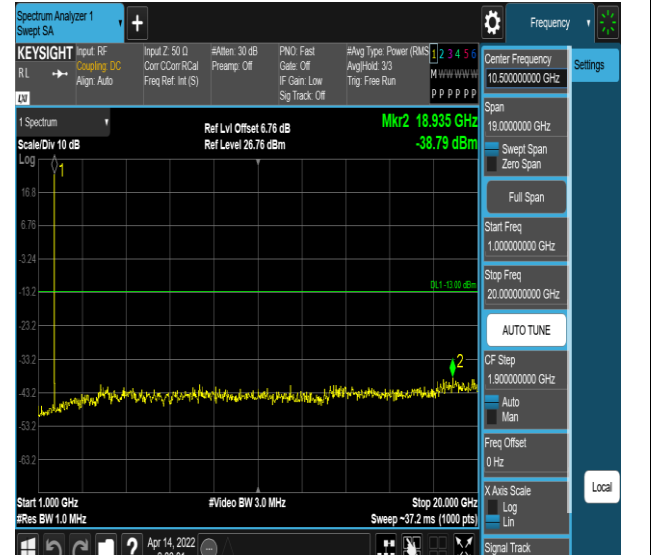 Spectrum Analyzer 1
Swept SA
+
Frequency
KEYSIGHT
RL
LXI
Input: RF
Coupling: DC
Align: Auto
Input Z: 50 Ω
Corr CCorr RCal
Freq Ref: Int (S)
#Atten: 30 dB
Preamp: Off
PNO: Fast
Gate: Off
IF Gain: Low
Sig Track: Off
#Avg Type: Power (RMS
Avg|Hold: 3/3
Trig: Free Run
1 2 3 4 5 6
M W W W W W
P P P P P P
1 Spectrum
Scale/Div 10 dB
Log
Ref Lvl Offset 6.76 dB
Ref Level 26.76 dBm
Mkr2 18.935 GHz
-38.79 dBm
1
16.8
6.76
-3.24
-13.2
-23.2
-33.2
-43.2
-53.2
-63.2
DL1 -13.00 dBm
2
Start 1.000 GHz
#Res BW 1.0 MHz
#Video BW 3.0 MHz
Stop 20.000 GHz
Sweep ~37.2 ms (1000 pts)
Center Frequency
10.500000000 GHz
Settings
Span
19.0000000 GHz
Swept Span
Zero Span
Full Span
Start Freq
1.000000000 GHz
Stop Freq
20.000000000 GHz
AUTO TUNE
CF Step
1.900000000 GHz
Auto
Man
Freq Offset
0 Hz
X Axis Scale
Log
Lin
Local
Signal Track
?
Apr 14, 2022